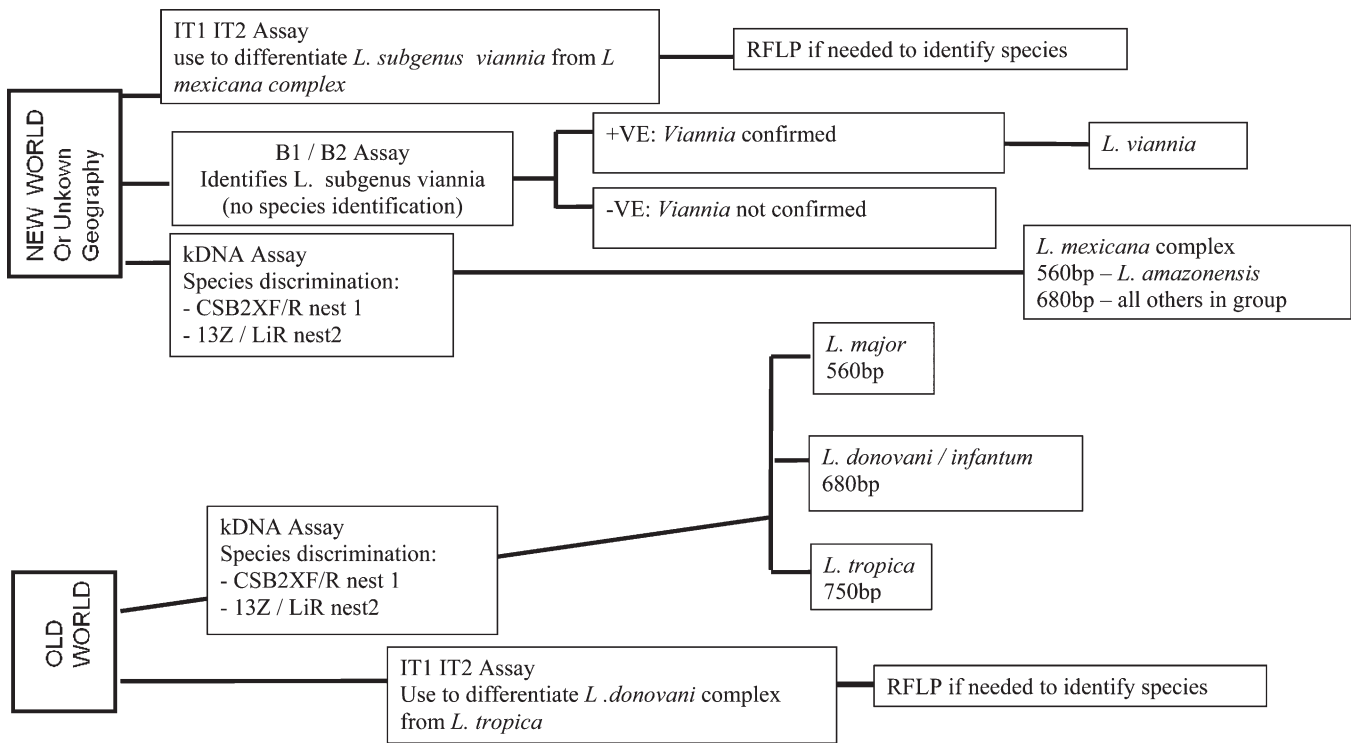 IT1 IT2 Assay
use to differentiate L. subgenus viannia from L
mexicana complex
RFLP if needed to identify species
NEW WORLD
Or Unkown
Geography
B1 / B2 Assay
Identifies L. subgenus viannia
(no species identification)
+VE: Viannia confirmed
L. viannia
-VE: Viannia not confirmed
kDNA Assay
Species discrimination:
- CSB2XF/R nest 1
- 13Z / LiR nest2
L. mexicana complex
560bp – L. amazonensis
680bp – all others in group
L. major
560bp
L. donovani / infantum
680bp
L. tropica
750bp
kDNA Assay
Species discrimination:
- CSB2XF/R nest 1
- 13Z / LiR nest2
OLD
WORLD
IT1 IT2 Assay
Use to differentiate L .donovani complex
from L. tropica
RFLP if needed to identify species